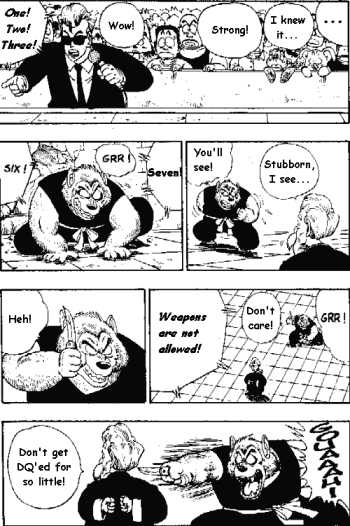 One!
Two!
Three!
Wow!
Strong!
I knew
it...
...
SIX!
GRR!
Seven!
You'll
see!
Stubborn,
I see...
Heh!
Weapons
are not
allowed!
Don't
care!
GRR!
Don't get
DQ'ed for
so little!
GOUAAAH!